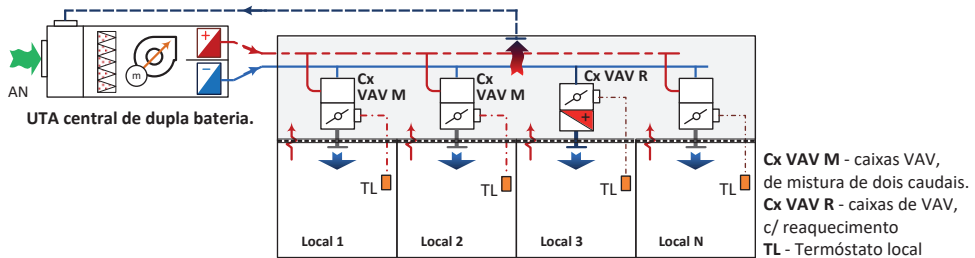 AN
m
+
−
UTA central de dupla bateria.
Cx
VAV M
Cx
VAV M
Cx VAV R
+
TL
TL
TL
TL
Local 1
Local 2
Local 3
Local N
Cx VAV M - caixas VAV,
de mistura de dois caudais.
Cx VAV R - caixas de VAV,
c/ reaquecimento
TL - Termóstato local